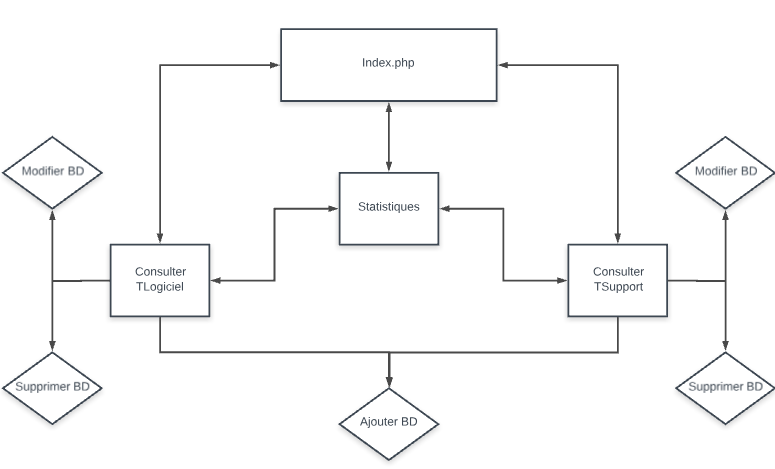 Index.php
Modifier BD
Modifier BD
Statistiques
Consulter
TLogiciel
Consulter
TSupport
Supprimer BD
Supprimer BD
Ajouter BD